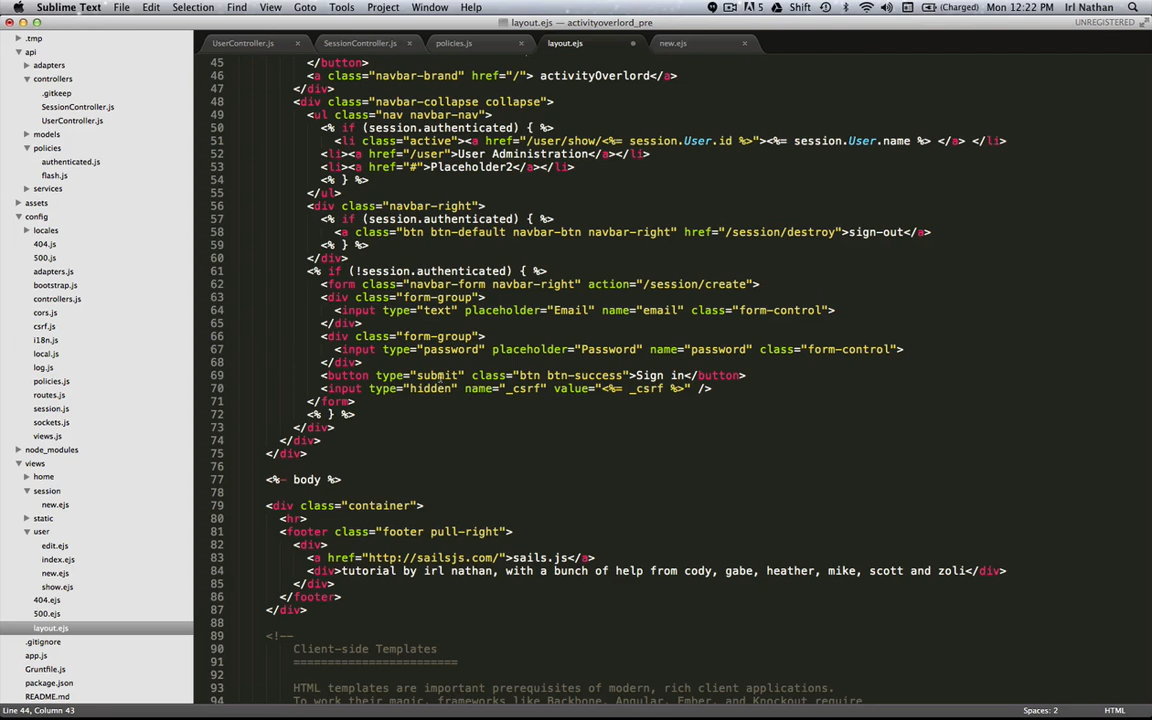 Sublime Text File Edit Selection Find View Goto Tools Project Window Help 5 Shift (Charged) Mon 12:22 PM Irl Nathan
layout.ejs — activityoverlord_pre UNREGISTERED
UserController.js SessionController.js policies.js layout.ejs new.ejs
.tmp
api
adapters
controllers
.gitkeep
SessionController.js
UserController.js
models
policies
authenticated.js
flash.js
services
assets
config
locales
404.js
500.js
adapters.js
bootstrap.js
controllers.js
cors.js
csrf.js
i18n.js
local.js
log.js
policies.js
routes.js
session.js
sockets.js
views.js
node_modules
views
home
session
new.ejs
static
user
edit.ejs
index.ejs
new.ejs
show.ejs
404.ejs
500.ejs
layout.ejs
.gitignore
app.js
Gruntfile.js
package.json
README.md
45 </button>
46 <a class="navbar-brand" href="/"> activityOverlord</a>
47 </div>
48 <div class="navbar-collapse collapse">
49 <ul class="nav navbar-nav">
50 <% if (session.authenticated) { %>
51 <li class="active"><a href="/user/show/<%= session.User.id %>"><%= session.User.name %> </a> </li>
52 <li><a href="/user">User Administration</a></li>
53 <li><a href="#">Placeholder2</a></li>
54 <% } %>
55 </ul>
56 <div class="navbar-right">
57 <% if (session.authenticated) { %>
58 <a class="btn btn-default navbar-btn navbar-right" href="/session/destroy">sign-out</a>
59 <% } %>
60 </div>
61 <% if (!session.authenticated) { %>
62 <form class="navbar-form navbar-right" action="/session/create">
63 <div class="form-group">
64 <input type="text" placeholder="Email" name="email" class="form-control">
65 </div>
66 <div class="form-group">
67 <input type="password" placeholder="Password" name="password" class="form-control">
68 </div>
69 <button type="submit" class="btn btn-success">Sign in</button>
70 <input type="hidden" name="_csrf" value="<%= _csrf %>" />
71 </form>
72 <% } %>
73 </div>
74 </div>
75 </div>
76
77 <%- body %>
78
79 <div class="container">
80 <hr>
81 <footer class="footer pull-right">
82 <div>
83 <a href="http://sailsjs.com/">sails.js</a>
84 <div>tutorial by irl nathan, with a bunch of help from cody, gabe, heather, mike, scott and zoli</div>
85 </div>
86 </footer>
87 </div>
88
89 <!--
90 Client-side Templates
91 ========================
92
93 HTML templates are important prerequisites of modern, rich client applications.
94 To work their magic, frameworks like Backbone, Angular, Ember, and Knockout require
Line 44, Column 43 Spaces: 2 HTML